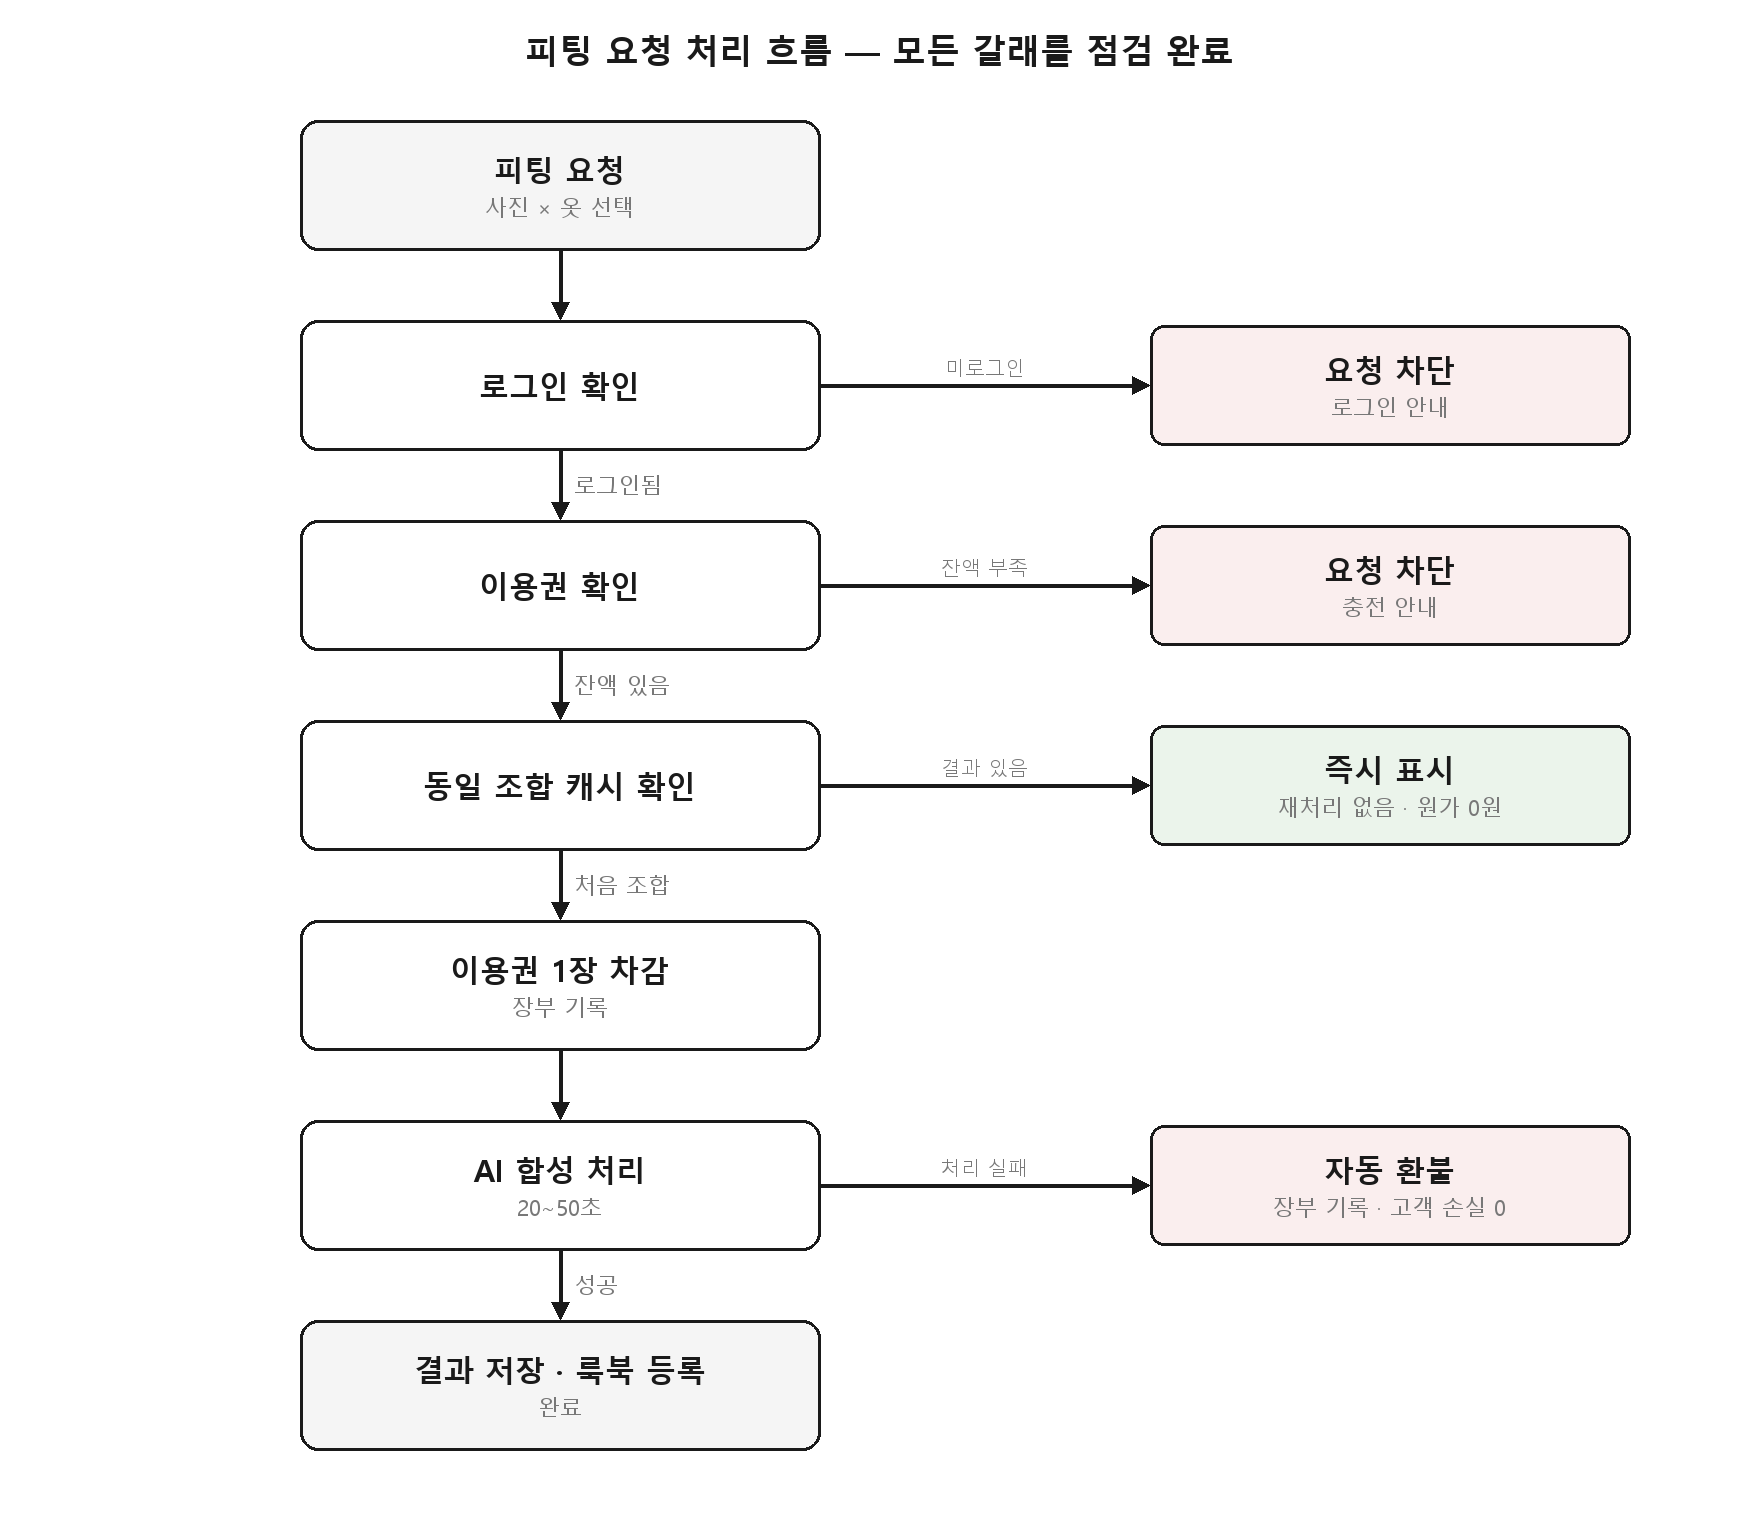 피팅 요청 처리 흐름 — 모든 갈래를 점검 완료
피팅 요청
사진 × 옷 선택
로그인 확인
미로그인
요청 차단
로그인 안내
로그인됨
이용권 확인
잔액 부족
요청 차단
충전 안내
잔액 있음
동일 조합 캐시 확인
결과 있음
즉시 표시
재처리 없음 · 원가 0원
처음 조합
이용권 1장 차감
장부 기록
AI 합성 처리
20~50초
처리 실패
자동 환불
장부 기록 · 고객 손실 0
성공
결과 저장 · 룩북 등록
완료